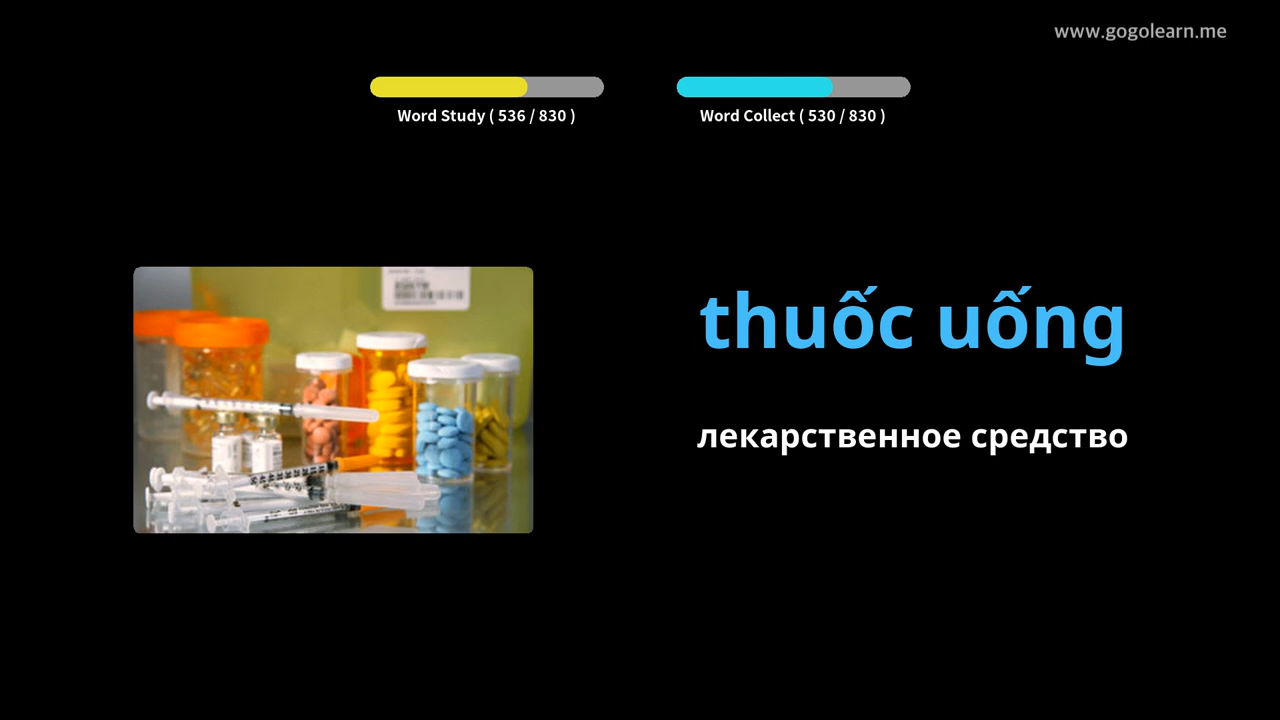 www.gogolearn.me
Word Study ( 536 / 830 )
Word Collect ( 530 / 830 )
thuốc uống
лекарственное средство